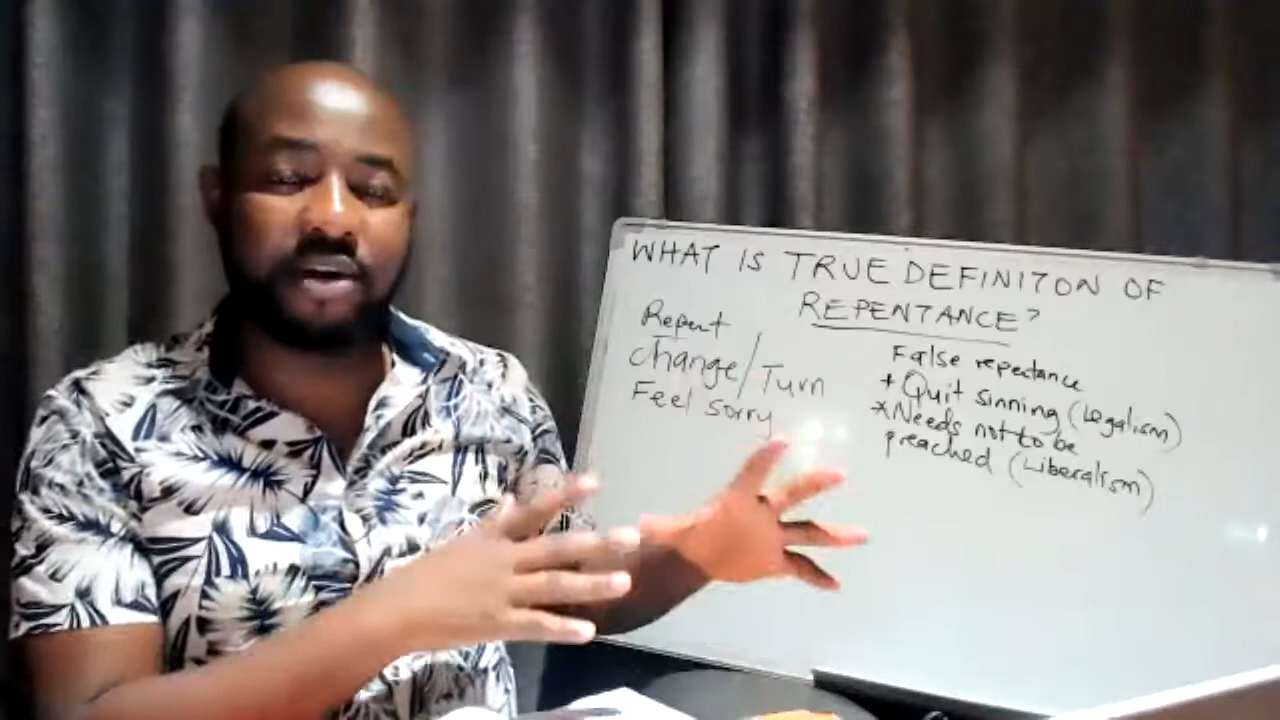 WHAT IS TRUE DEFINITON OF
REPENTANCE?
Repent
Change/Turn
Feel sorry
False repectance
+ Quit sinning (Legalism)
* Needs not to be
preached (Liberalism)